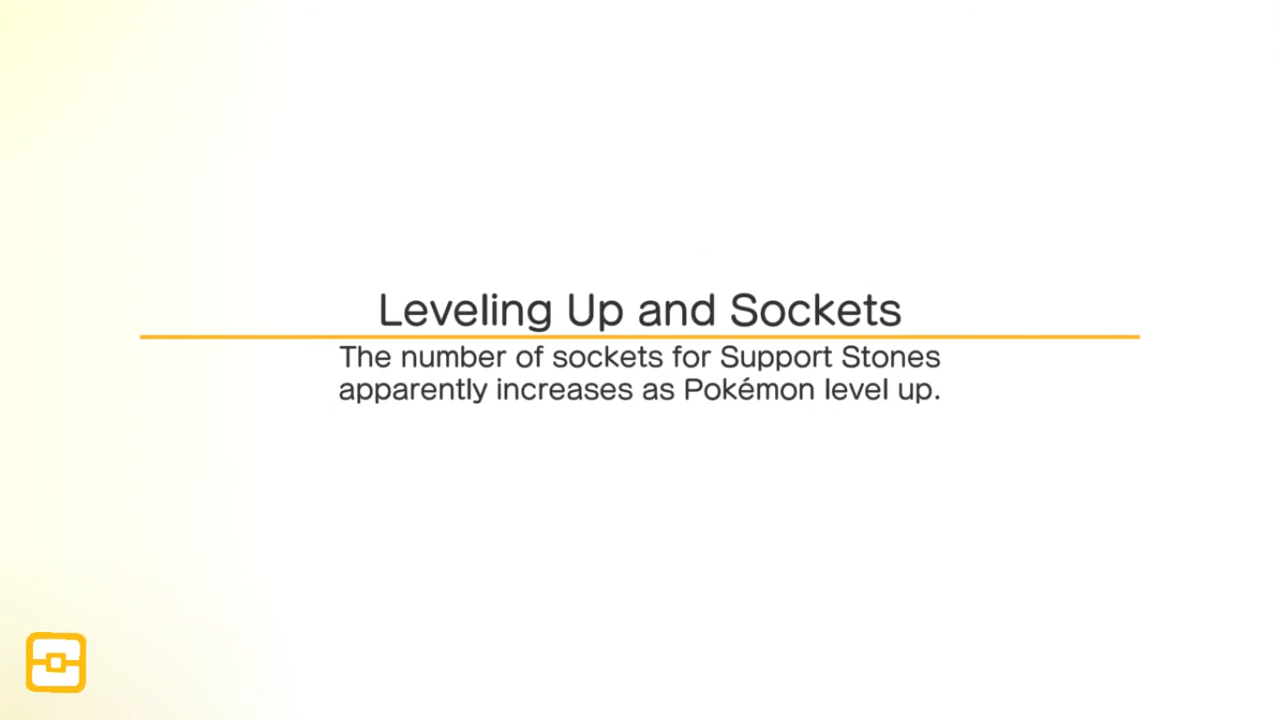 Leveling Up and Sockets
The number of sockets for Support Stones
apparently increases as Pokémon level up.